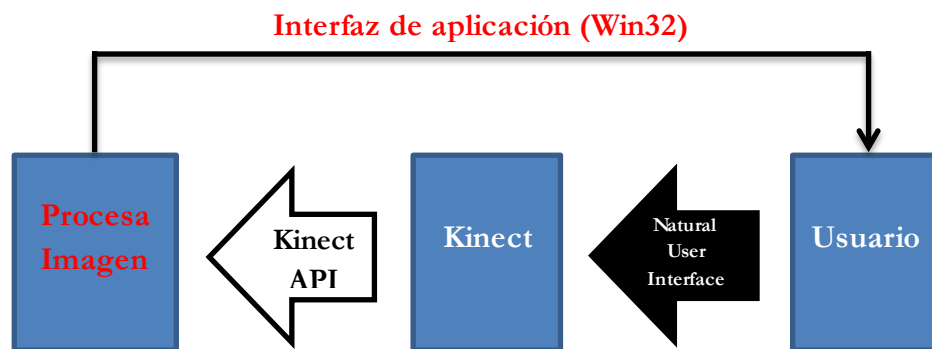 Interfaz de aplicación (Win32)
Procesa
Imagen
Kinect
API
Kinect
Natural
User
Interface
Usuario